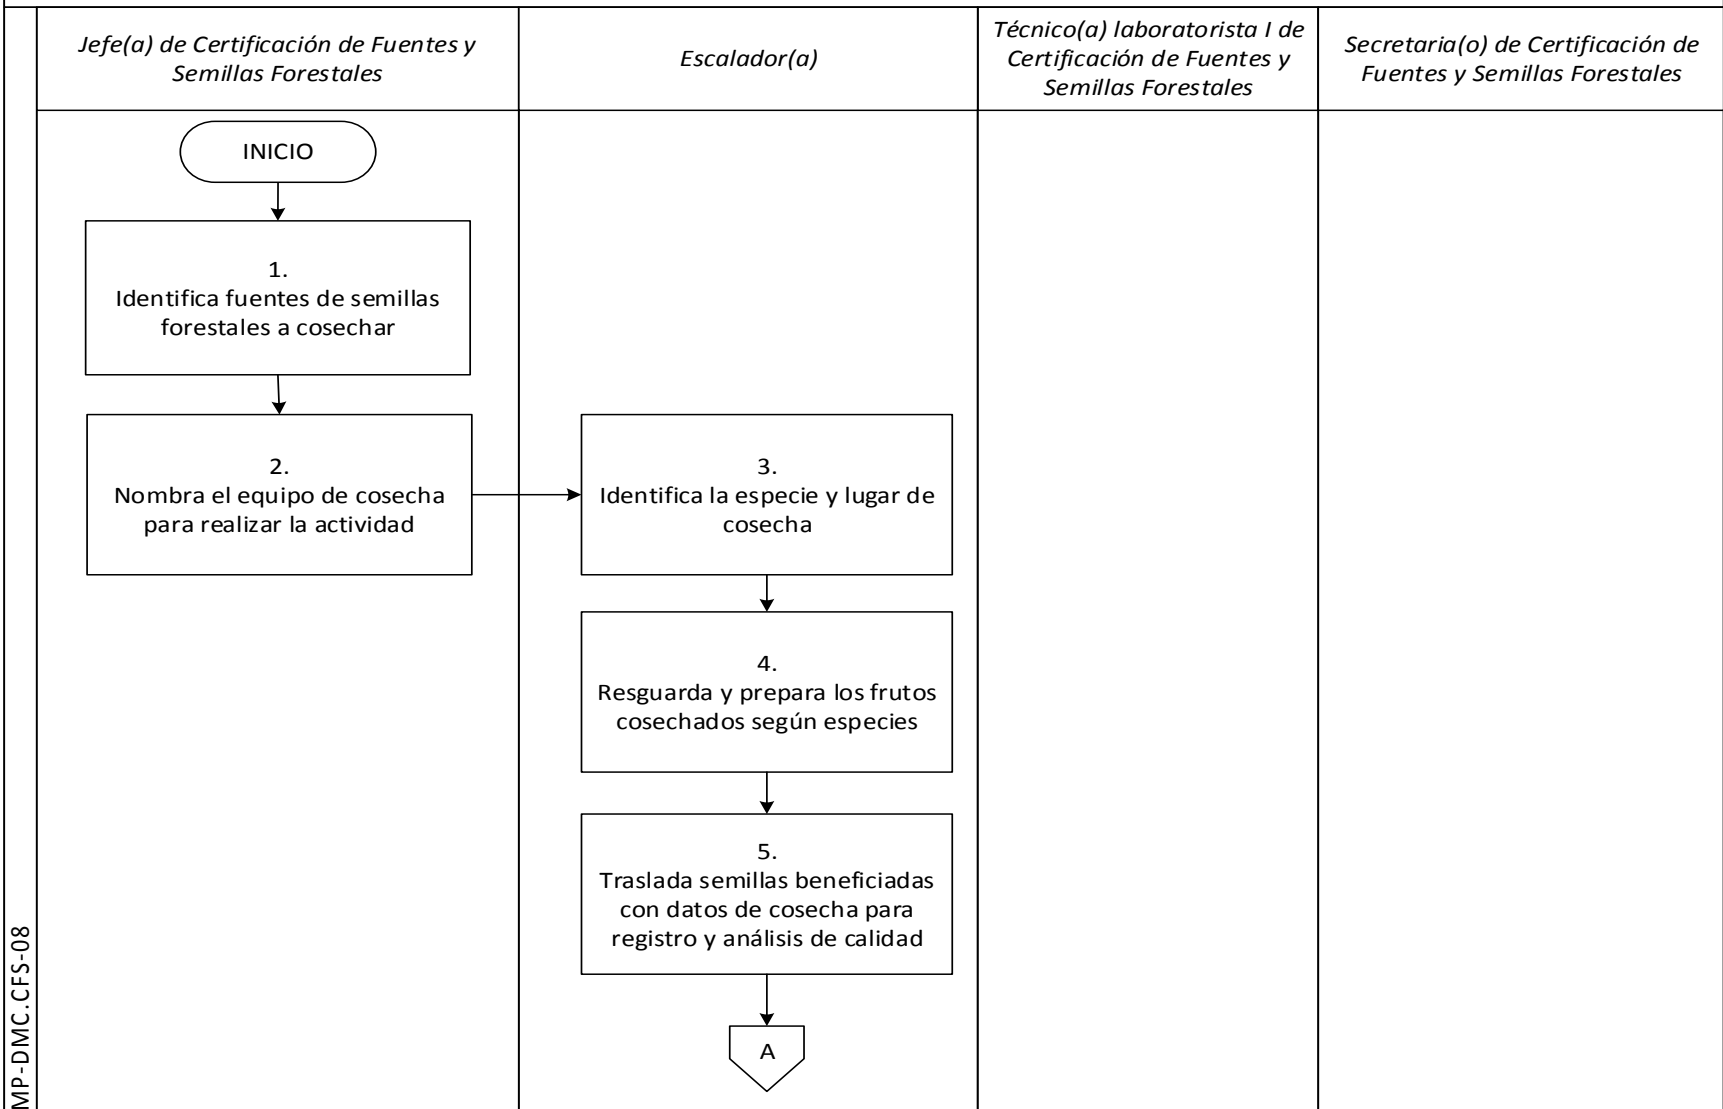 Jefe(a) de Certificación de Fuentes y
Semillas Forestales
Escalador(a)
Técnico(a) laboratorista I de
Certificación de Fuentes y
Semillas Forestales
Secretaria(o) de Certificación de
Fuentes y Semillas Forestales
INICIO
1.
Identifica fuentes de semillas
forestales a cosechar
2.
Nombra el equipo de cosecha
para realizar la actividad
3.
Identifica la especie y lugar de
cosecha
4.
Resguarda y prepara los frutos
cosechados según especies
5.
Traslada semillas beneficiadas
con datos de cosecha para
registro y análisis de calidad
A
MP-DMC.CFS-08